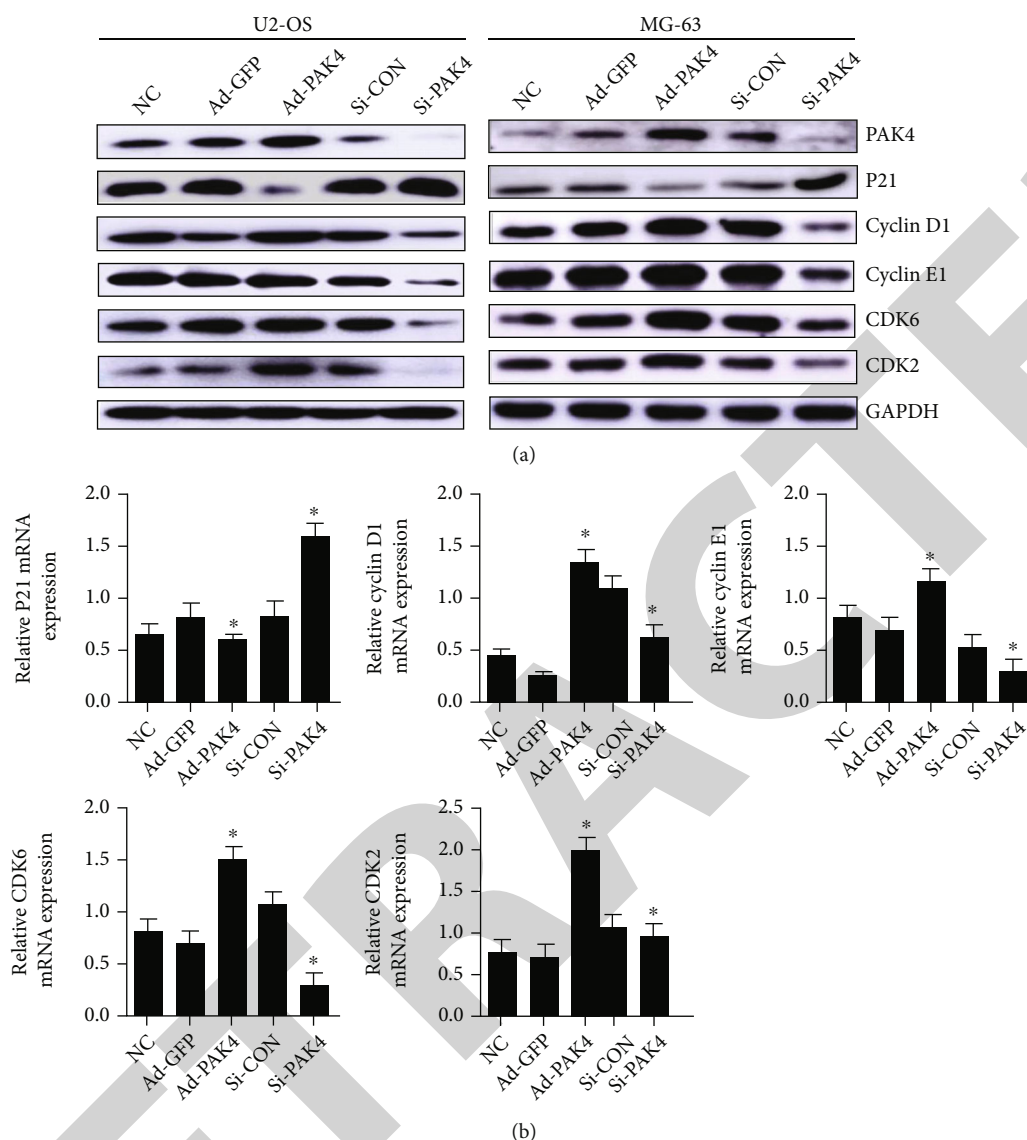 U2-OS
MG-63
NC
Ad-GFP
Ad-PAK4
Si-CON
Si-PAK4
NC
Ad-GFP
Ad-PAK4
Si-CON
Si-PAK4
PAK4
P21
Cyclin D1
Cyclin E1
CDK6
CDK2
GAPDH
(a)
Relative P21 mRNA
expression
2.0
1.5
1.0
0.5
0.0
*
*
NC
Ad-GFP
Ad-PAK4
Si-CON
Si-PAK4
Relative cyclin D1
mRNA expression
2.0
1.5
1.0
0.5
0.0
*
*
NC
Ad-GFP
Ad-PAK4
Si-CON
Si-PAK4
Relative cyclin E1
mRNA expression
2.0
1.5
1.0
0.5
0.0
*
*
NC
Ad-GFP
Ad-PAK4
Si-CON
Si-PAK4
Relative CDK6
mRNA expression
2.0
1.5
1.0
0.5
0.0
*
*
NC
Ad-GFP
Ad-PAK4
Si-CON
Si-PAK4
Relative CDK2
mRNA expression
2.5
2.0
1.5
1.0
0.5
0.0
*
*
NC
Ad-GFP
Ad-PAK4
Si-CON
Si-PAK4
(b)